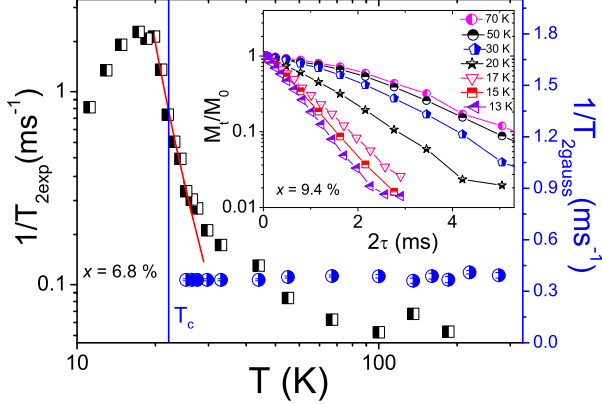 1/T2exp(ms-1)
1
0.1
10
100
T (K)
x = 6.8 %
Tc
1/T2gauss(ms-1)
1.8
1.5
1.2
0.9
0.6
0.3
0.0
Mt/M0
1
0.1
0.01
0
2
4
2τ (ms)
x = 9.4 %
70 K
50 K
30 K
20 K
17 K
15 K
13 K